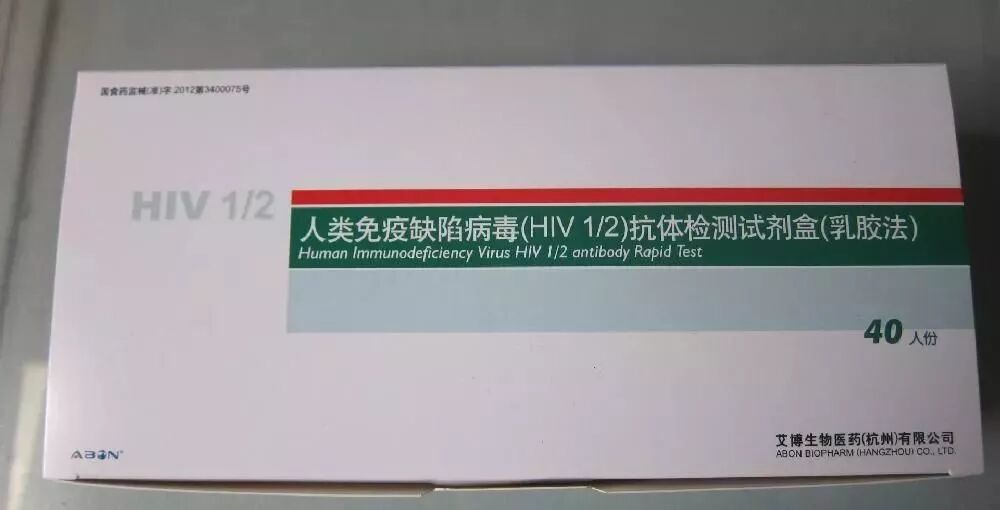 国食药监械(准)字 2012第3400075号
HIV 1/2
人类免疫缺陷病毒(HIV 1/2)抗体检测试剂盒(乳胶法)
Human Immunodeficiency Virus HIV 1/2 antibody Rapid Test
40 人份
ABON®
艾博生物医药(杭州)有限公司
ABON BIOPHARM (HANGZHOU) CO., LTD.